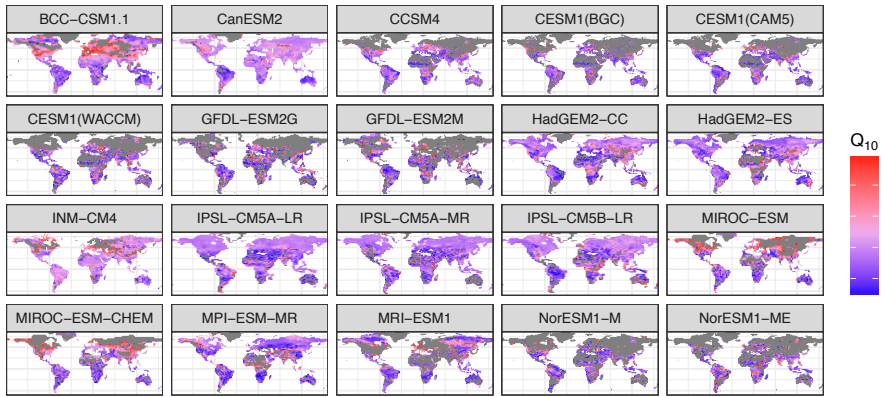 BCC−CSM1.1
CanESM2
CCSM4
CESM1(BGC)
CESM1(CAM5)
CESM1(WACCM)
GFDL−ESM2G
GFDL−ESM2M
HadGEM2−CC
HadGEM2−ES
Q10
INM−CM4
IPSL−CM5A−LR
IPSL−CM5A−MR
IPSL−CM5B−LR
MIROC−ESM
MIROC−ESM−CHEM
MPI−ESM−MR
MRI−ESM1
NorESM1−M
NorESM1−ME